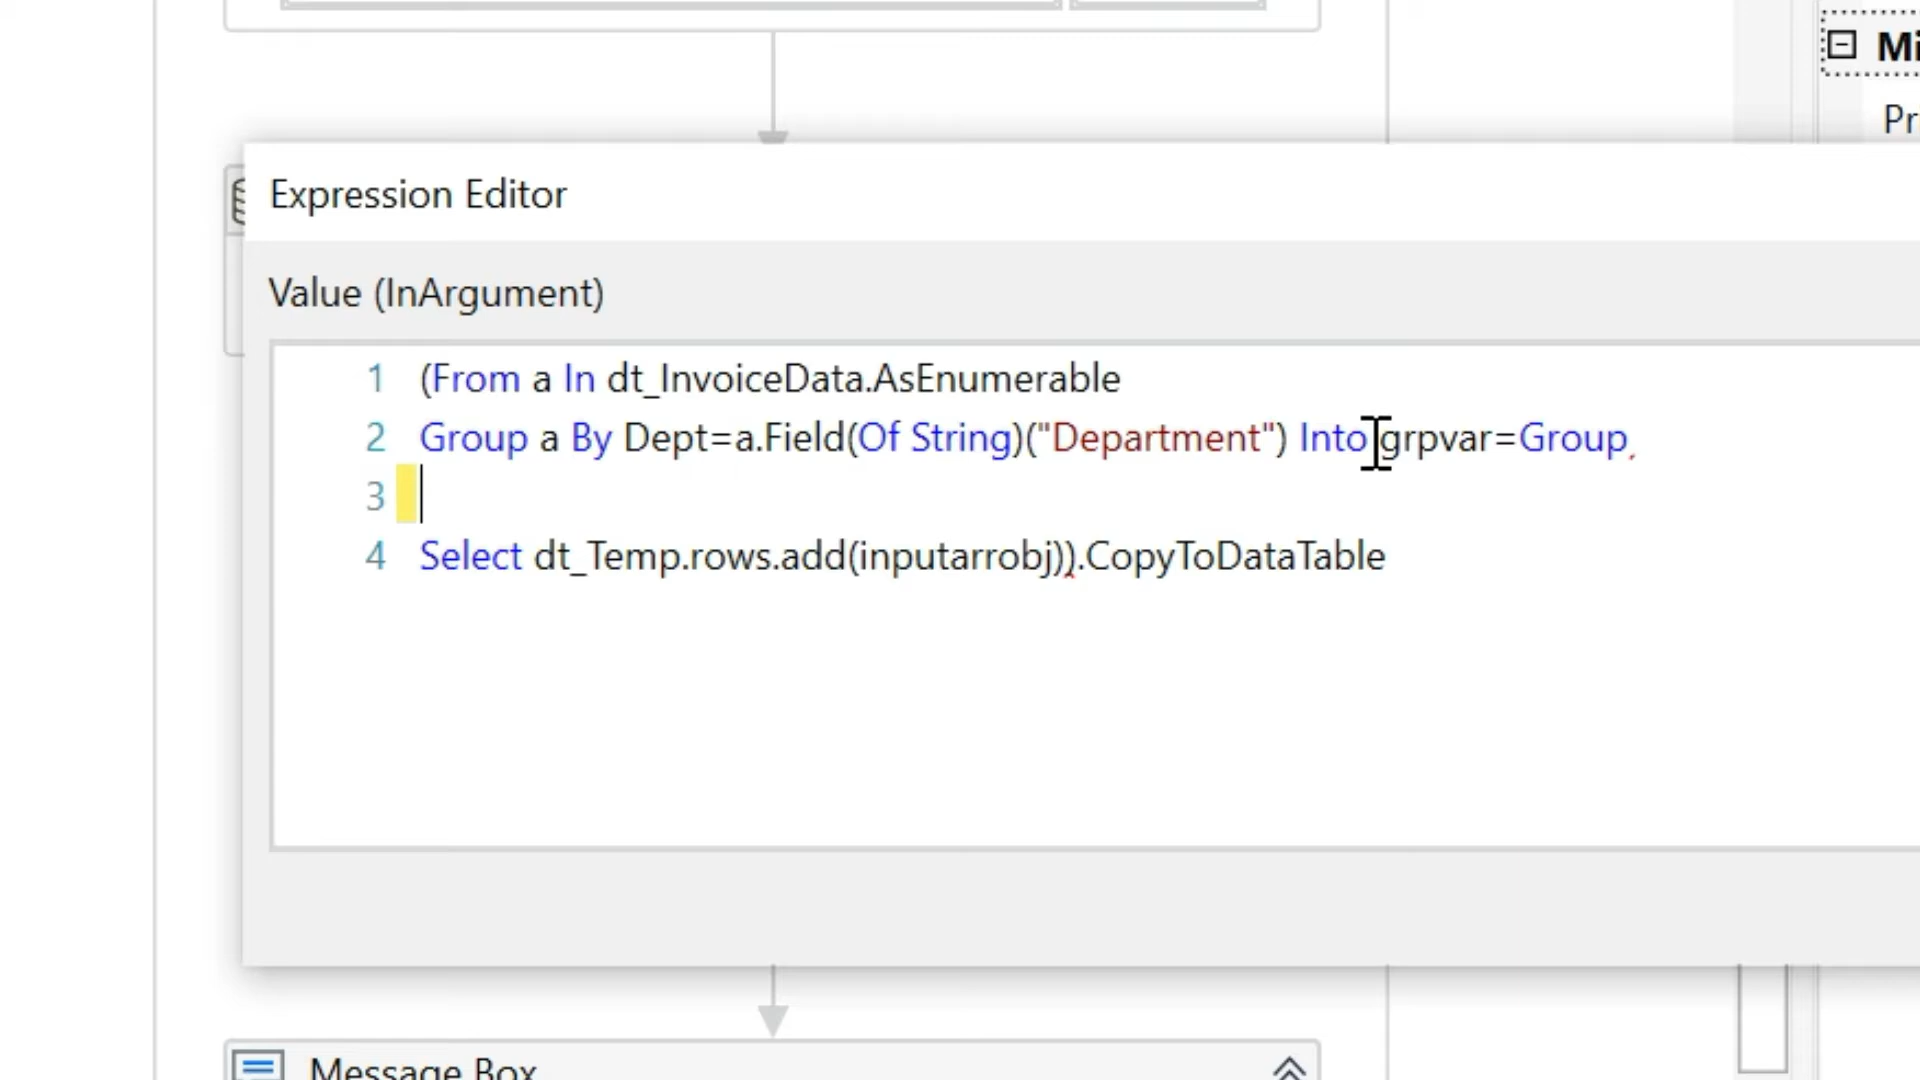 Mi
Pr
Expression Editor
Value (InArgument)
1 (From a In dt_InvoiceData.AsEnumerable
2 Group a By Dept=a.Field(Of String)("Department") Into grpvar=Group,
3
4 Select dt_Temp.rows.add(inputarrobj)).CopyToDataTable
Message Box